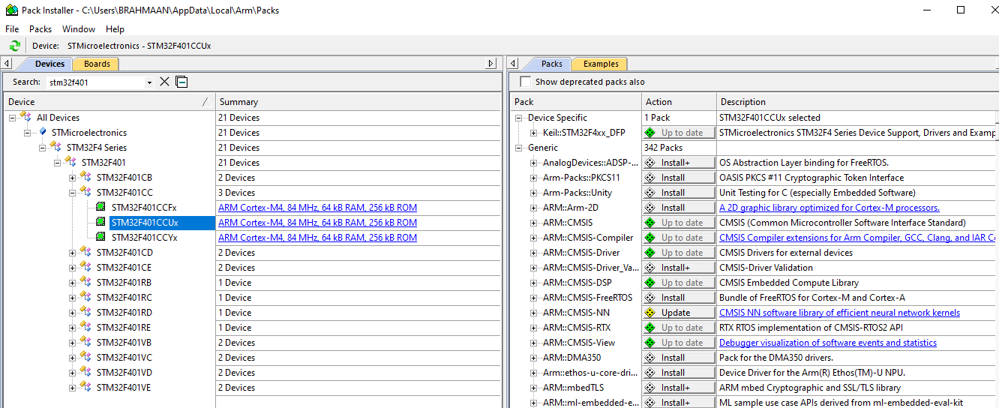 Pack Installer - C:\Users\BRAHMAAN\AppData\Local\Arm\Packs
File Packs Window Help
Device: STMicroelectronics - STM32F401CCUx
Devices Boards
Search: stm32f401
Device Summary
All Devices 21 Devices
STMicroelectronics 21 Devices
STM32F4 Series 21 Devices
STM32F401 21 Devices
STM32F401CB 2 Devices
STM32F401CC 3 Devices
STM32F401CCFx ARM Cortex-M4, 84 MHz, 64 kB RAM, 256 kB ROM
STM32F401CCUx ARM Cortex-M4, 84 MHz, 64 kB RAM, 256 kB ROM
STM32F401CCYx ARM Cortex-M4, 84 MHz, 64 kB RAM, 256 kB ROM
STM32F401CD 2 Devices
STM32F401CE 2 Devices
STM32F401RB 1 Device
STM32F401RC 1 Device
STM32F401RD 1 Device
STM32F401RE 1 Device
STM32F401VB 2 Devices
STM32F401VC 2 Devices
STM32F401VD 2 Devices
STM32F401VE 2 Devices
Packs Examples
Show deprecated packs also
Pack Action Description
Device Specific 1 Pack STM32F401CCUx selected
Keil::STM32F4xx_DFP Up to date STMicroelectronics STM32F4 Series Device Support, Drivers and Examp
Generic 342 Packs
AnalogDevices::ADSP-... Install+ OS Abstraction Layer binding for FreeRTOS.
Arm-Packs::PKCS11 Install OASIS PKCS #11 Cryptographic Token Interface
Arm-Packs::Unity Install Unit Testing for C (especially Embedded Software)
ARM::Arm-2D Install A 2D graphic library optimized for Cortex-M processors.
ARM::CMSIS Up to date CMSIS (Common Microcontroller Software Interface Standard)
ARM::CMSIS-Compiler Up to date CMSIS Compiler extensions for Arm Compiler, GCC, Clang, and IAR C
ARM::CMSIS-Driver Up to date CMSIS Drivers for external devices
ARM::CMSIS-Driver_Va... Install+ CMSIS-Driver Validation
ARM::CMSIS-DSP Up to date CMSIS Embedded Compute Library
ARM::CMSIS-FreeRTOS Install Bundle of FreeRTOS for Cortex-M and Cortex-A
ARM::CMSIS-NN Update CMSIS NN software library of efficient neural network kernels
ARM::CMSIS-RTX Up to date RTX RTOS implementation of CMSIS-RTOS2 API
ARM::CMSIS-View Up to date Debugger visualization of software events and statistics
ARM::DMA350 Install Pack for the DMA350 drivers.
Arm::ethos-u-core-dri... Install Device Driver for the Arm(R) Ethos(TM)-U NPU.
ARM::mbedTLS Install+ ARM mbed Cryptographic and SSL/TLS library
ARM::ml-embedded-e... Install+ ML sample use case APIs derived from ml-embedded-eval-kit